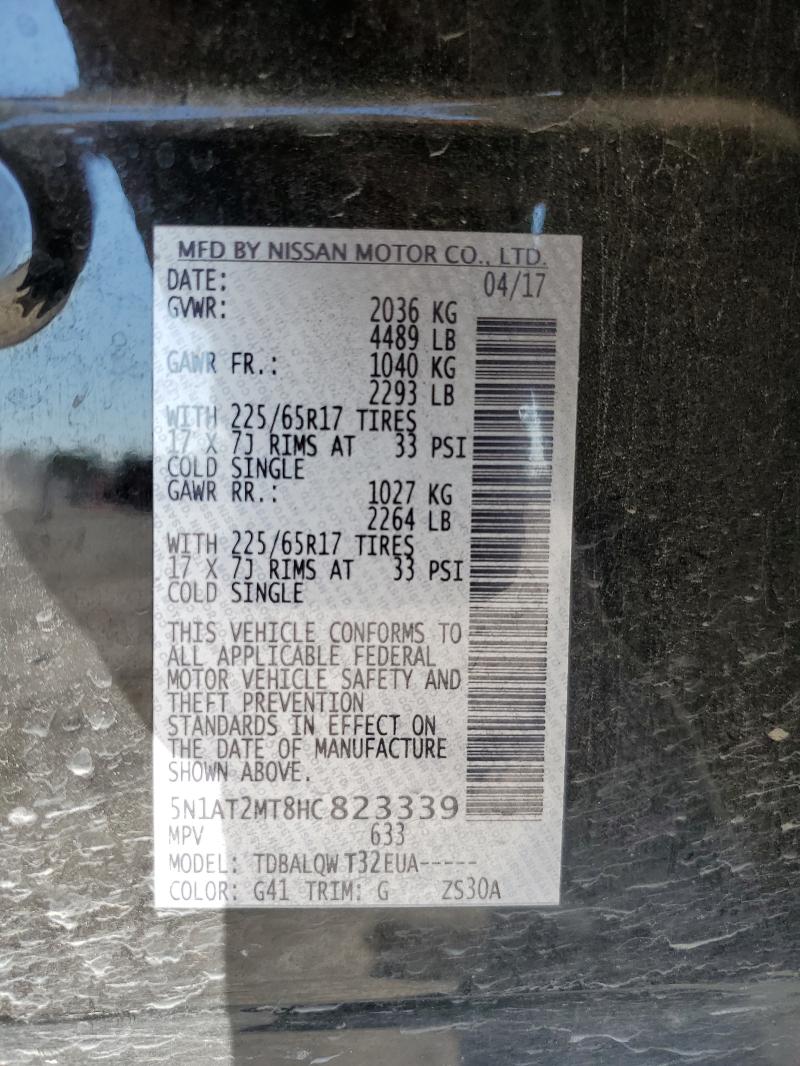 MFD BY NISSAN MOTOR CO., LTD.
DATE: 04/17
GVWR: 2036 KG
4489 LB
GAWR FR.: 1040 KG
2293 LB
WITH 225/65R17 TIRES
17 X 7J RIMS AT 33 PSI
COLD SINGLE
GAWR RR.: 1027 KG
2264 LB
WITH 225/65R17 TIRES
17 X 7J RIMS AT 33 PSI
COLD SINGLE
THIS VEHICLE CONFORMS TO
ALL APPLICABLE FEDERAL
MOTOR VEHICLE SAFETY AND
THEFT PREVENTION
STANDARDS IN EFFECT ON
THE DATE OF MANUFACTURE
SHOWN ABOVE.
5N1AT2MT8HC823339
MPV 633
MODEL: TDBALQW T32EUA-----
COLOR: G41 TRIM: G ZS30A